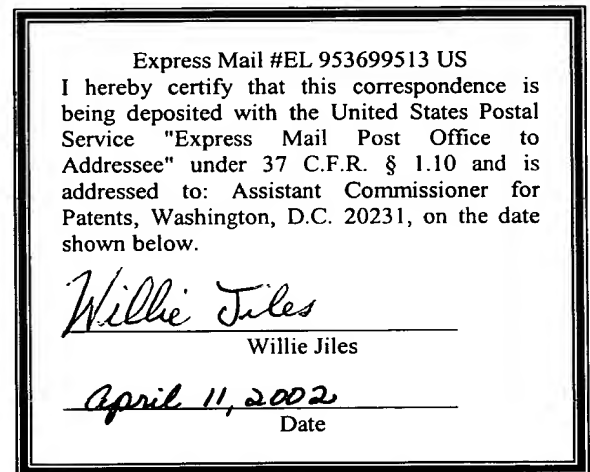 Express Mail #EL 953699513 US
I hereby certify that this correspondence is
being deposited with the United States Postal
Service "Express Mail Post Office to
Addressee" under 37 C.F.R. § 1.10 and is
addressed to: Assistant Commissioner for
Patents, Washington, D.C. 20231, on the date
shown below.
Willie Jiles
Willie Jiles
April 11, 2002
Date